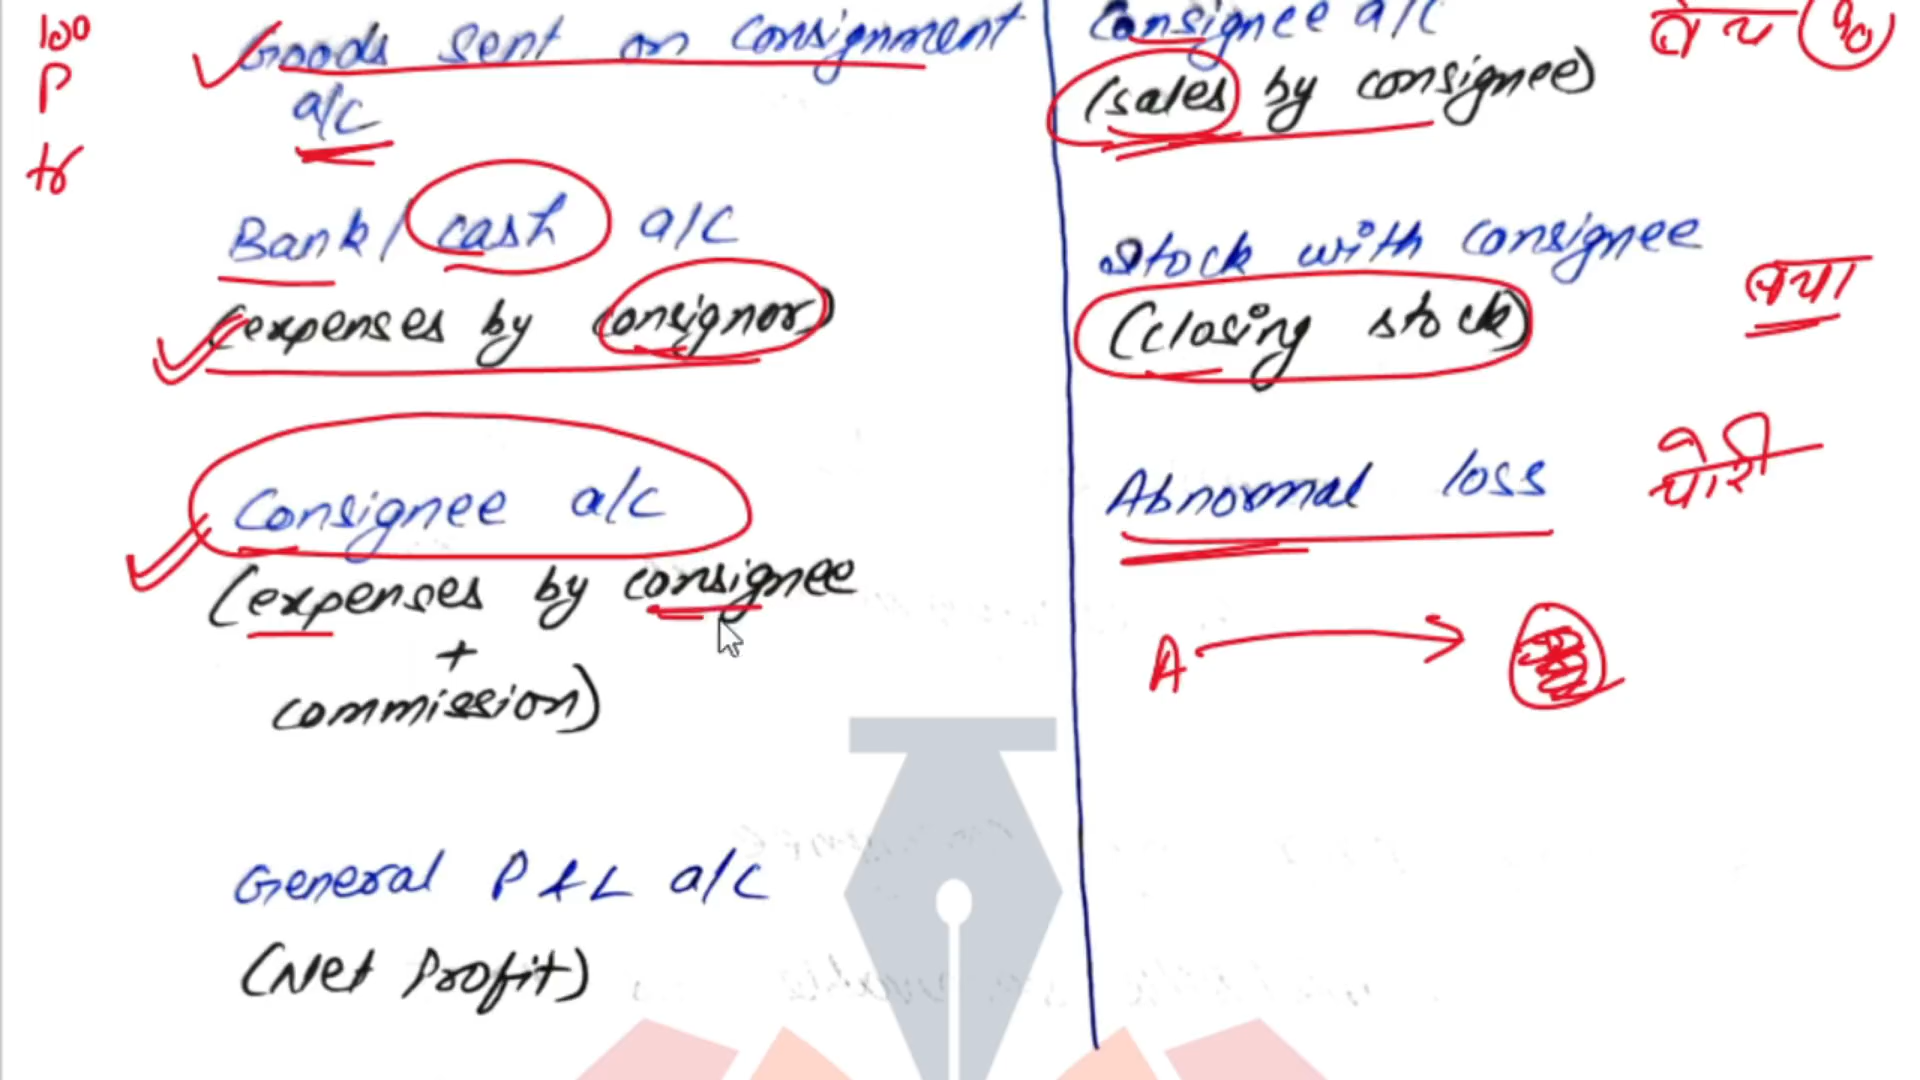 100
P
tr
Goods sent on consignment
a/c
Bank/cash a/c
(expenses by consignor)
Consignee a/c
(expenses by consignee
+
commission)
General P & L a/c
(Net Profit)
Consignee a/c
(sales by consignee)
Stock with consignee
(closing stock)
Abnormal loss
A